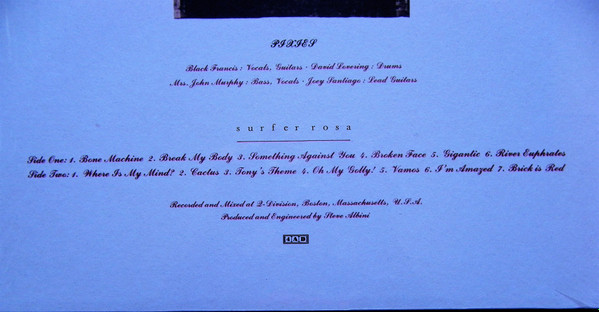 PIXIES
Black Francis : Vocals, Guitars · David Lovering : Drums
Mrs. John Murphy : Bass, Vocals · Joey Santiago : Lead Guitars
surfer rosa
Side One: 1. Bone Machine 2. Break My Body 3. Something Against You 4. Broken Face 5. Gigantic 6. River Euphrates
Side Two: 1. Where Is My Mind? 2. Cactus 3. Tony's Theme 4. Oh My Golly! 5. Vamos 6. I'm Amazed 7. Brick is Red
Recorded and Mixed at Q-Division, Boston, Massachusetts, U.S.A.
Produced and Engineered by Steve Albini
4AD